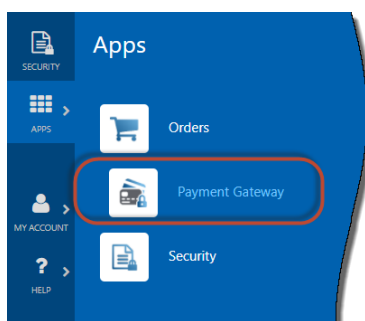 SECURITY
APPS
MY ACCOUNT
?
HELP
Apps
Orders
Payment Gateway
Security